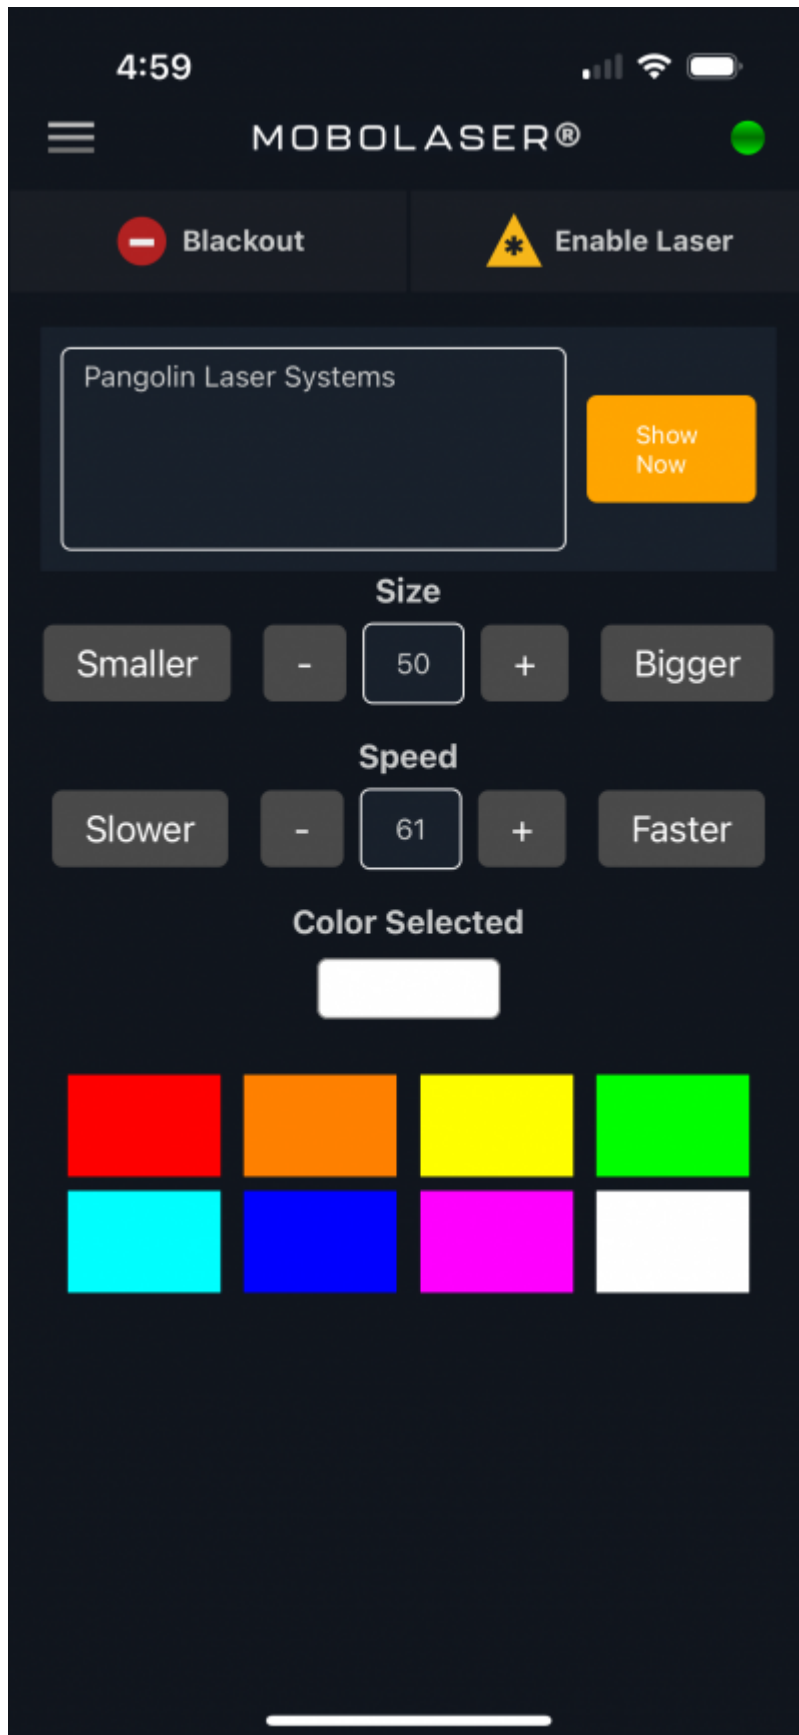 4:59
MOBOLASER®
Blackout
Enable Laser
Pangolin Laser Systems
Show
Now
Size
Smaller - 50 + Bigger
Speed
Slower - 61 + Faster
Color Selected